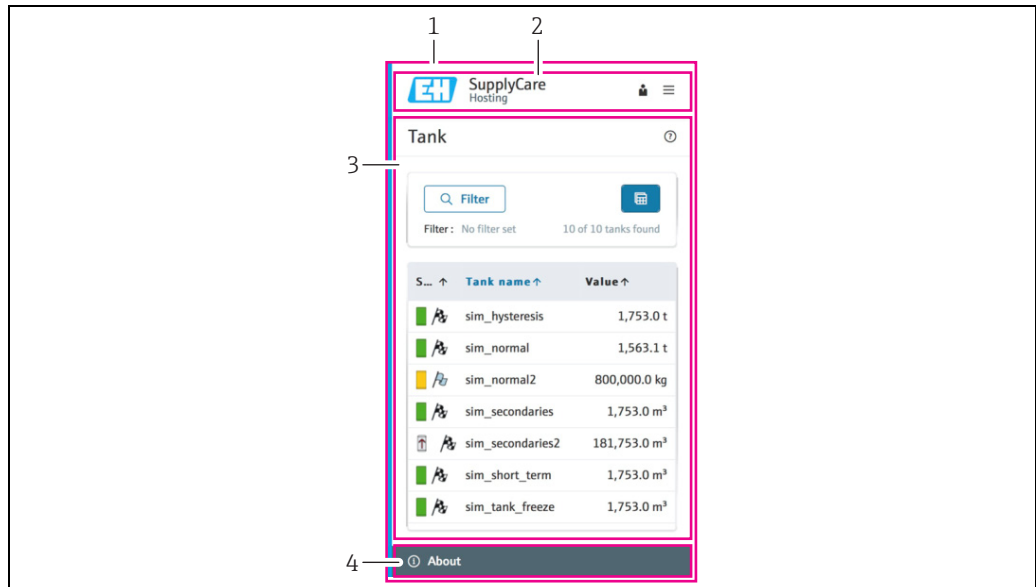 1 2
EH SupplyCare
Hosting
Tank
3
Filter
Filter : No filter set 10 of 10 tanks found
S... ↑ Tank name ↑ Value ↑
sim_hysteresis 1,753.0 t
sim_normal 1,563.1 t
sim_normal2 800,000.0 kg
sim_secondaries 1,753.0 m³
sim_secondaries2 181,753.0 m³
sim_short_term 1,753.0 m³
sim_tank_freeze 1,753.0 m³
4 About